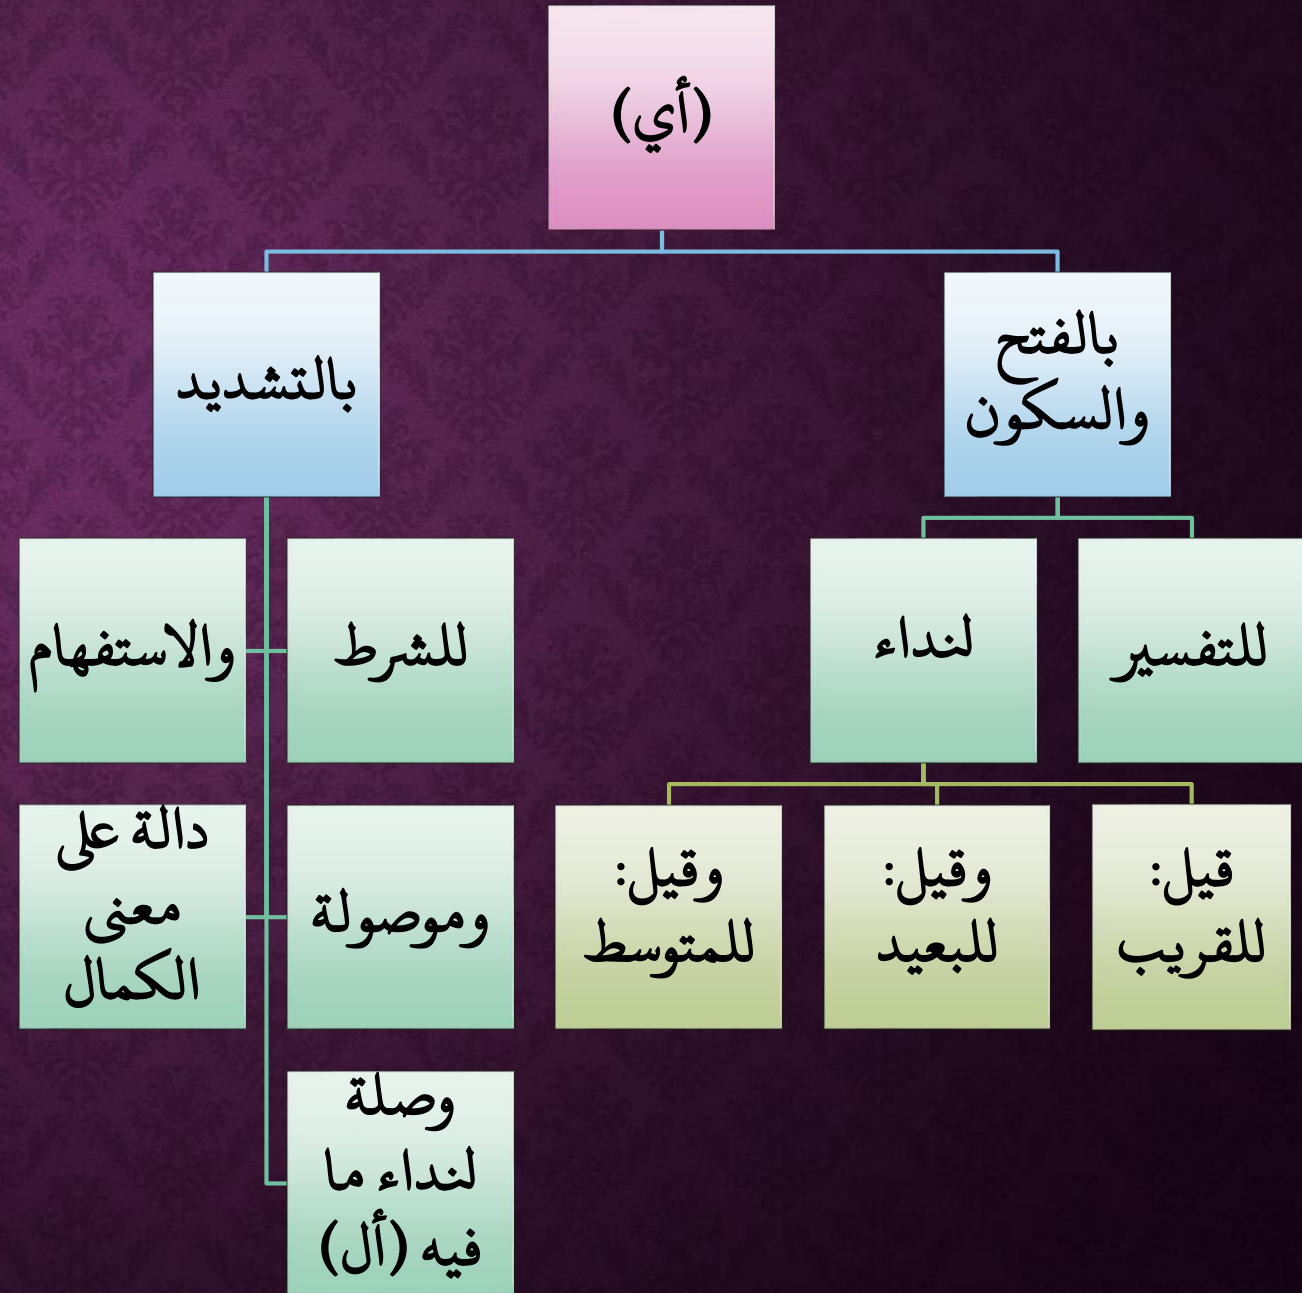 (أي)
بالفتح
والسكون
بالتشديد
للتفسير
لنداء
للشرط
والاستفهام
قيل:
للقريب
وقيل:
للبعيد
وقيل:
للمتوسط
وموصولة
دالة على
معنى
الكمال
وصلة
لنداء ما
فيه (أل)